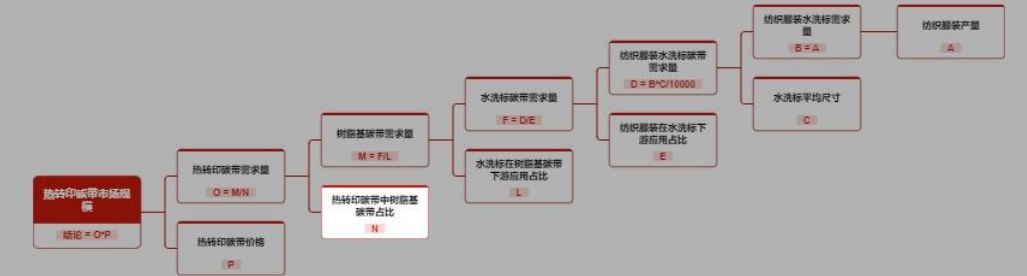 热转印碳带市场规
模
结论 = O*P
热转印碳带需求量
O = M/N
热转印碳带价格
P
树脂基碳带需求量
M = F/L
热转印碳带中树脂基
碳带占比
N
水洗标碳带需求量
F = D/E
水洗标在树脂基碳带
下游应用占比
L
纺织服装水洗标碳带
需求量
D = B*C/10000
纺织服装在水洗标下
游应用占比
E
纺织服装水洗标需求
量
B = A
水洗标平均尺寸
C
纺织服装产量
A